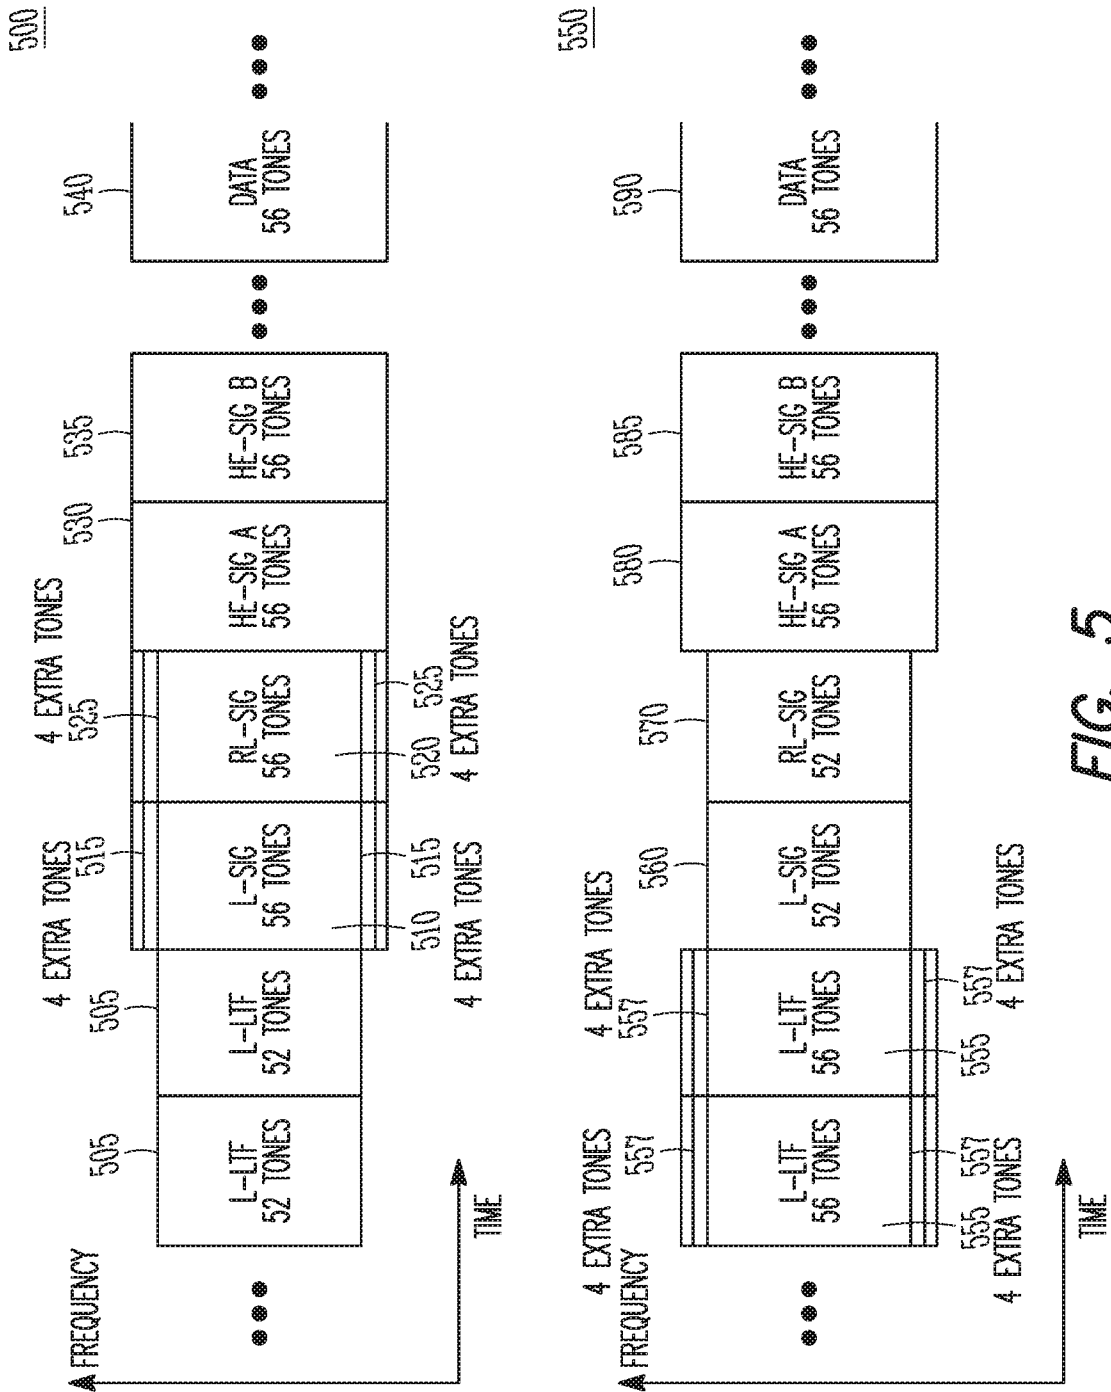 500
4 EXTRA TONES
4 EXTRA TONES
505
505
515
525
530
535
540
FREQUENCY
L-LTF
52 TONES
L-LTF
52 TONES
L-SIG
56 TONES
RL-SIG
56 TONES
HE-SIG A
56 TONES
HE-SIG B
56 TONES
DATA
56 TONES
510
515
520
525
4 EXTRA TONES
4 EXTRA TONES
TIME
550
4 EXTRA TONES
4 EXTRA TONES
557
557
560
570
580
585
590
FREQUENCY
L-LTF
56 TONES
L-LTF
56 TONES
L-SIG
52 TONES
RL-SIG
52 TONES
HE-SIG A
56 TONES
HE-SIG B
56 TONES
DATA
56 TONES
555
557
555
557
4 EXTRA TONES
4 EXTRA TONES
TIME
FIG. 5